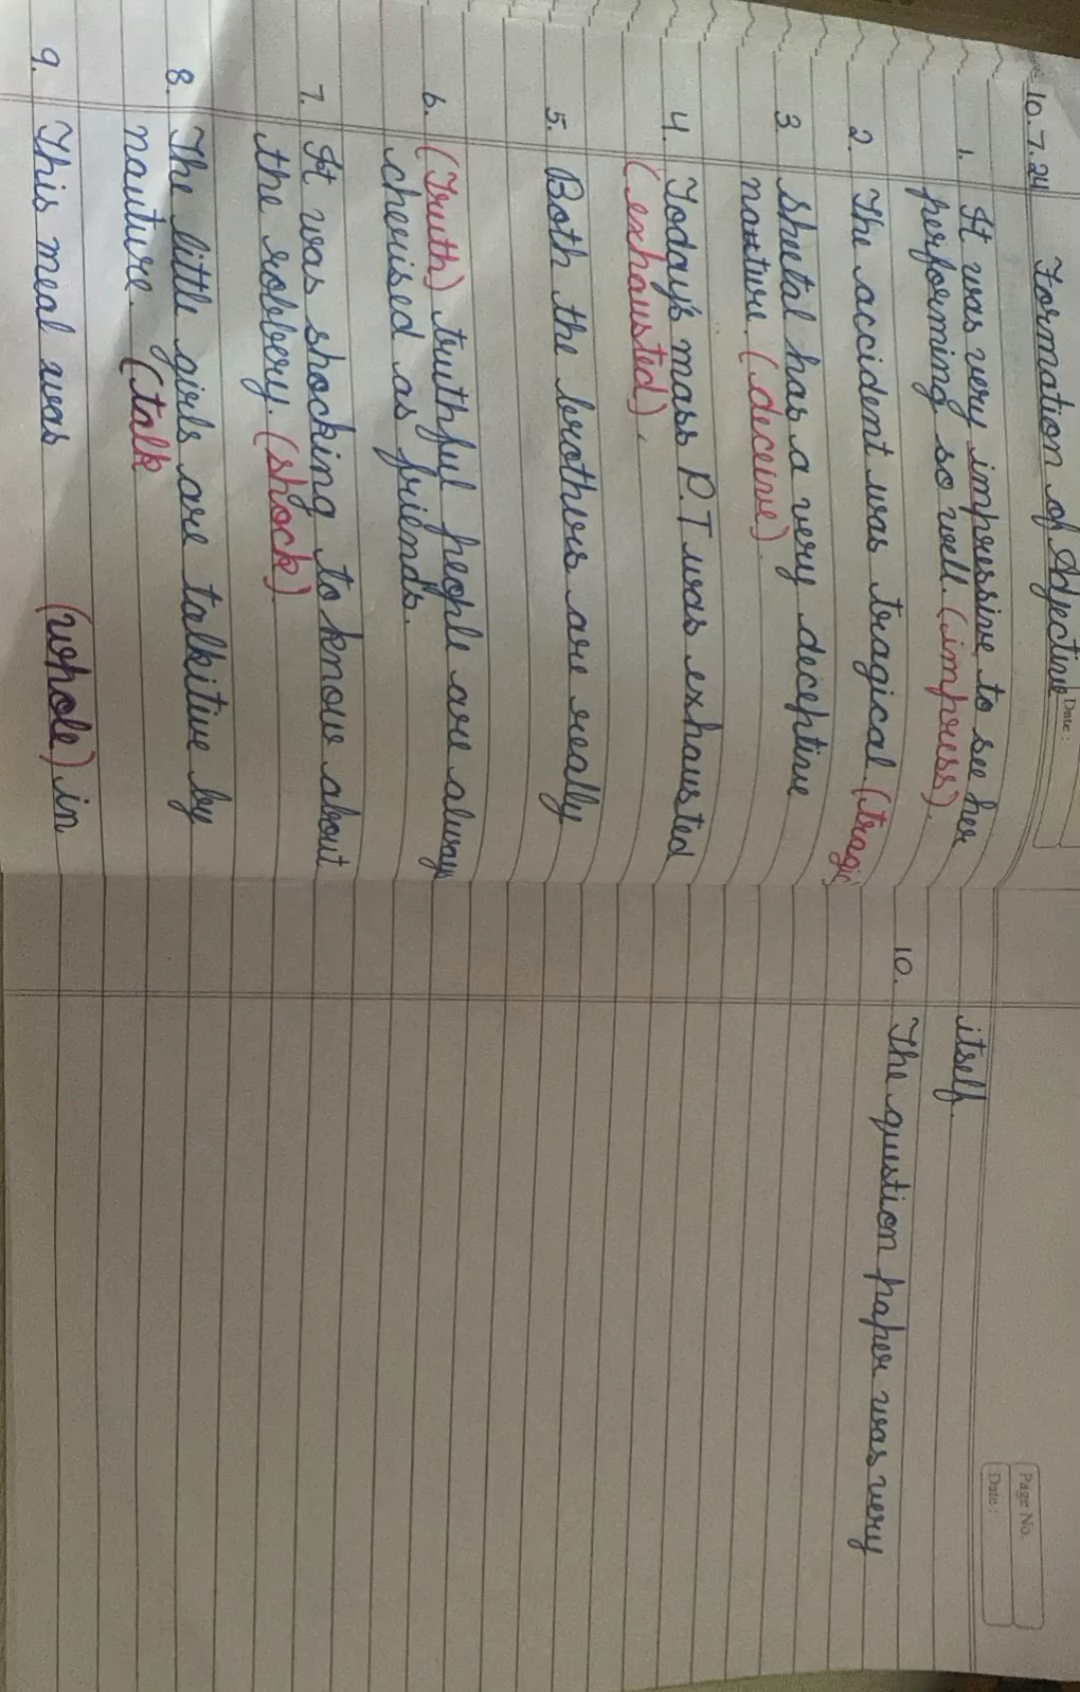 10.7.24 Formation of Adjective
Date :
1. It was very impressive to see her
performing so well. (impress).
2. The accident was tragical. (tragic
3. Sheetal has a very deceptive
nature. (deceive)
4. Today's mass P.T was exhausted
(exhausted).
5. Both the brothers are really
6. (Truth) truthful people are always
cherised as friends.
7. It was shocking to know about
the robbery. (shock)
8. The little girls are talkitive by
nauture. (talk
9. This meal was (whole) in
Page No.
Date :
itself.
10. The question paper was very